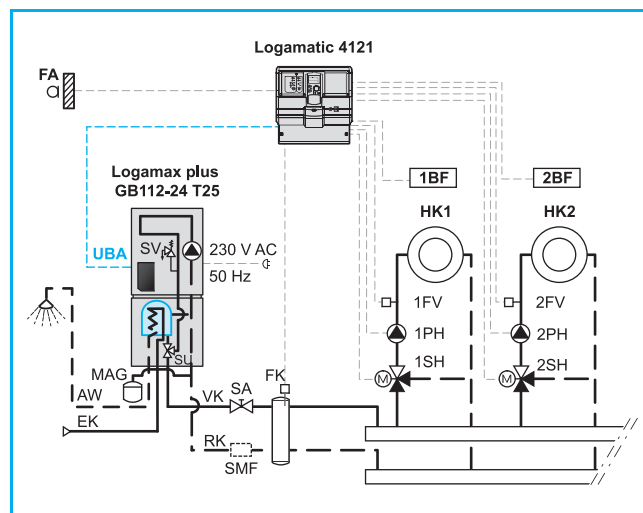 Logamatic 4121
FA
1BF
2BF
Logamax plus
GB112-24 T25
HK1
HK2
UBA
SV
230 V AC
50 Hz
1FV
2FV
1PH
2PH
SU
1SH
2SH
M
M
MAG
FK
AW
VK
SA
EK
RK
SMF